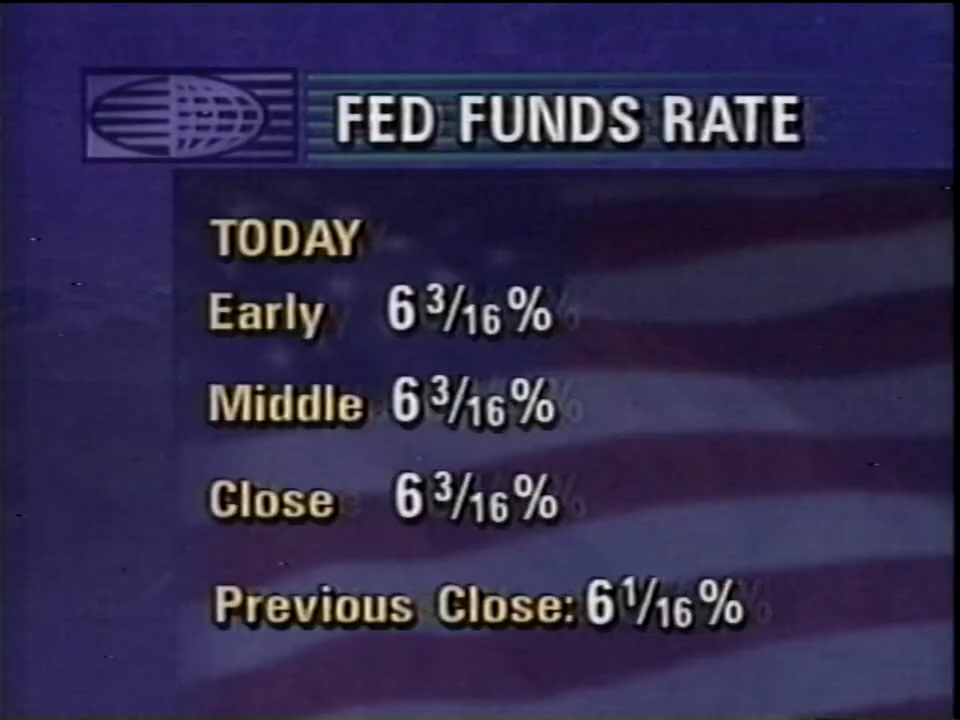 FED FUNDS RATE
TODAY
Early 6 3/16%
Middle 6 3/16%
Close 6 3/16%
Previous Close: 6 1/16%